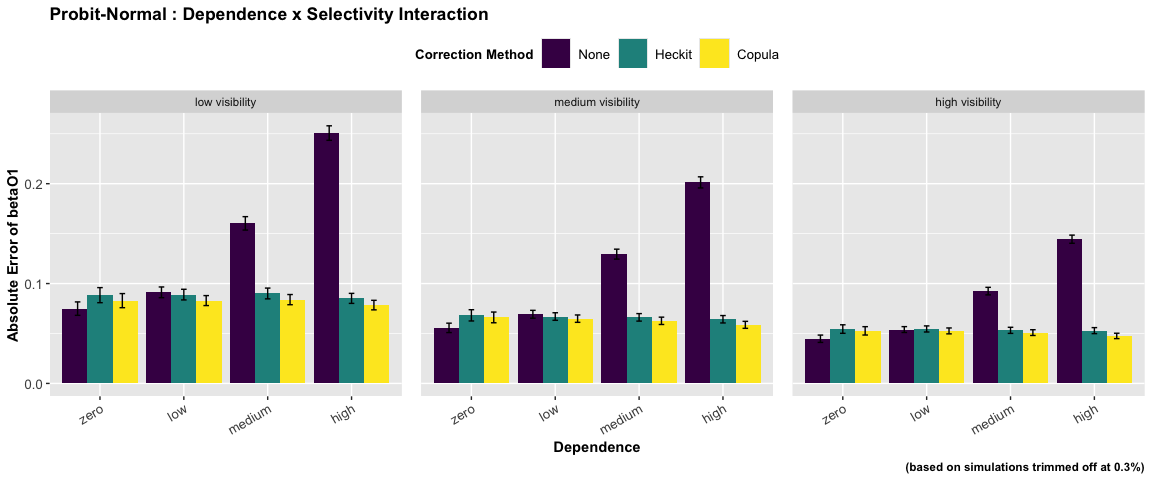 Probit-Normal : Dependence x Selectivity Interaction
Correction Method None Heckit Copula
low visibility medium visibility high visibility
Absolute Error of betaO1
0.2
0.1
0.0
zero low medium high zero low medium high zero low medium high
Dependence
(based on simulations trimmed off at 0.3%)